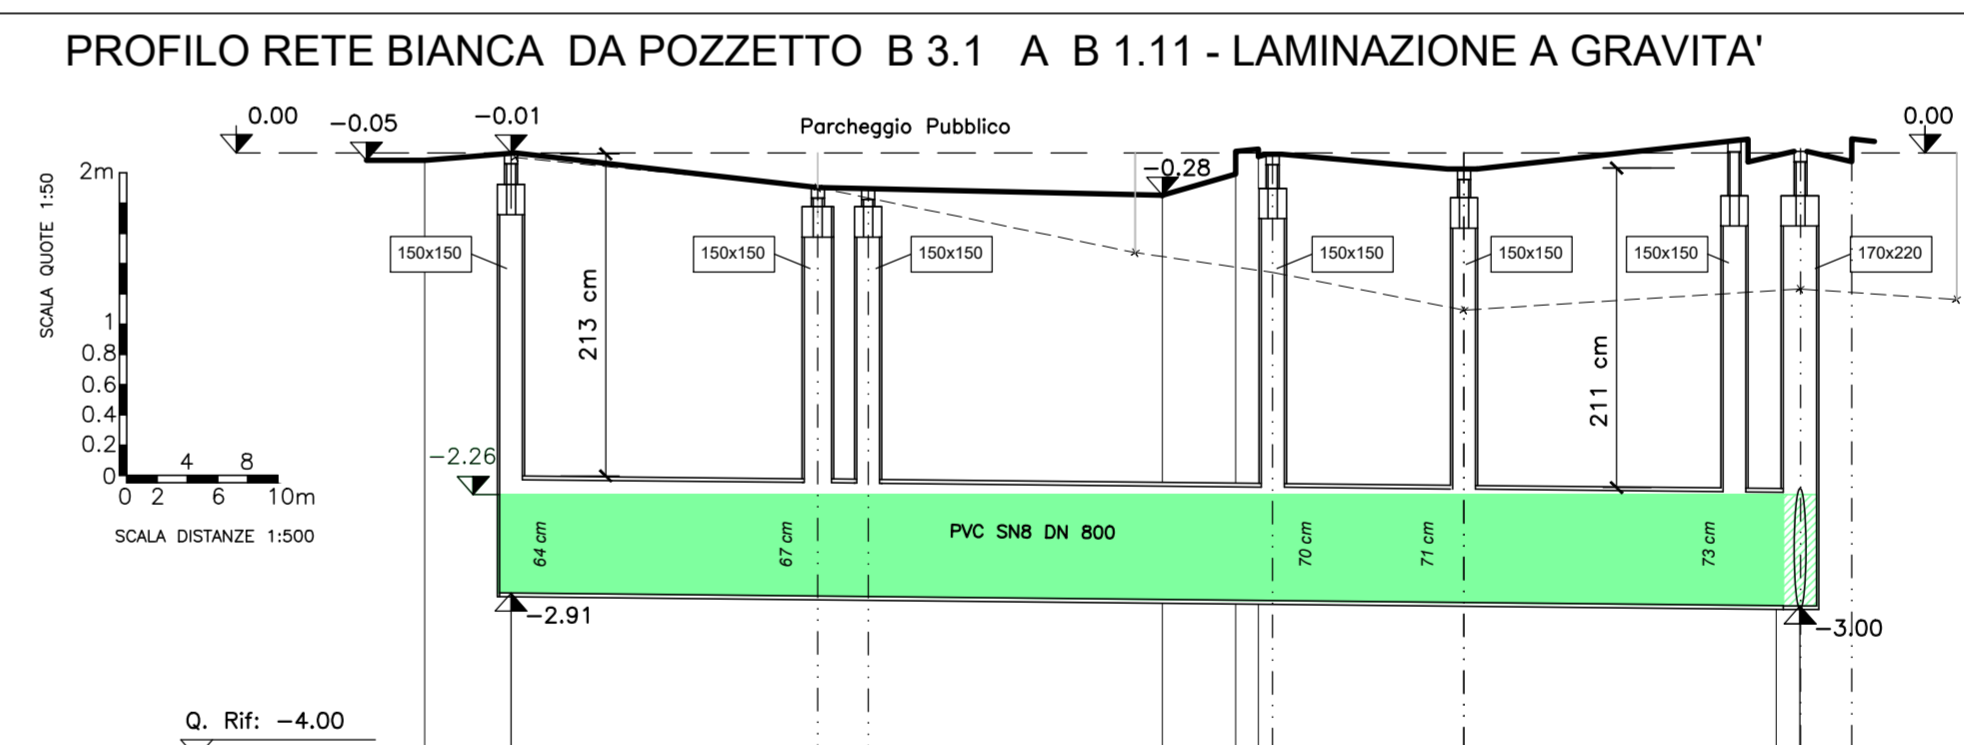 PROFILO RETE BIANCA DA POZZETTO B 3.1 A B 1.11 - LAMINAZIONE A GRAVITA'
0.00
-0.05
-0.01
Parcheggio Pubblico
-0.28
0.00
SCALA QUOTE 1:50
2m
1
0.8
0.6
0.4
0.2
0
0 2 4 6 8 10m
SCALA DISTANZE 1:500
150x150
150x150
150x150
150x150
150x150
150x150
170x220
213 cm
211 cm
-2.26
64 cm
67 cm
PVC SN8 DN 800
70 cm
71 cm
73 cm
-2.91
-3.00
Q. Rif: -4.00